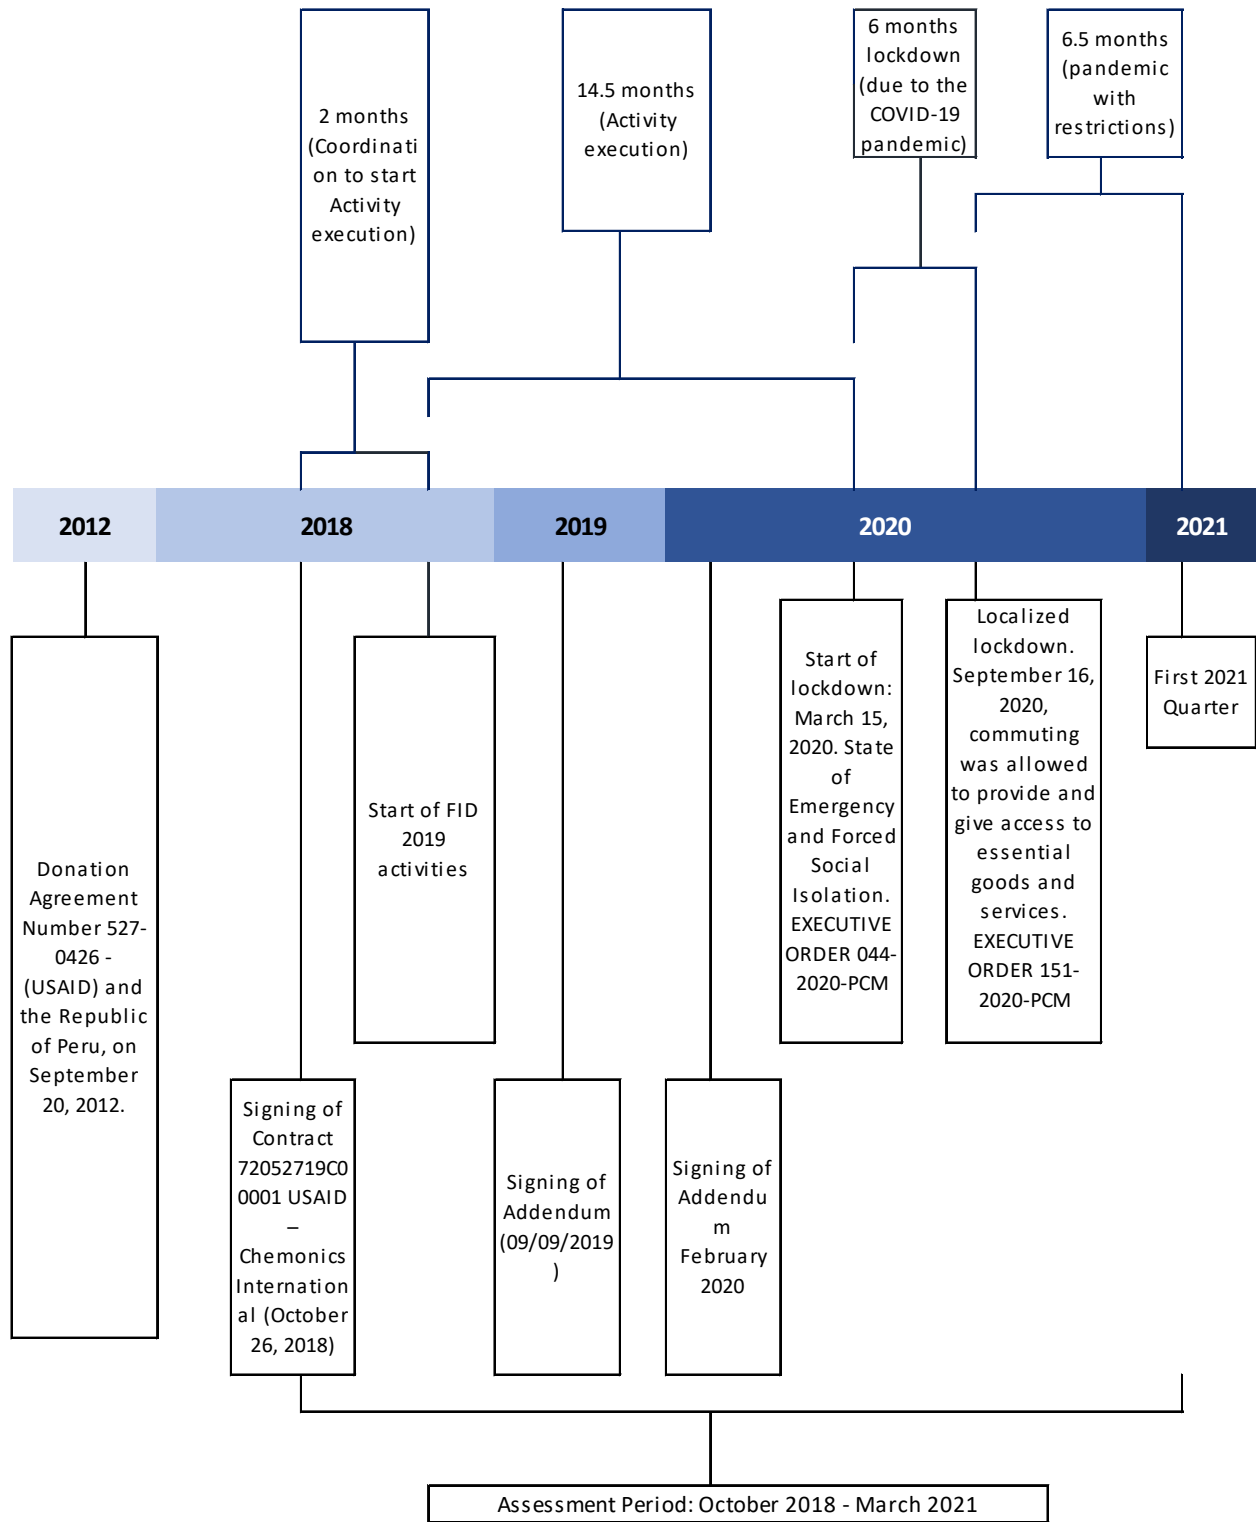 2 months
(Coordinati
on to start
Activity
execution)
14.5 months
(Activity
execution)
6 months
lockdown
(due to the
COVID-19
pandemic)
6.5 months
(pandemic
with
restrictions)
2012
2018
2019
2020
2021
Donation
Agreement
Number 527-
0426 -
(USAID) and
the Republic
of Peru, on
September
20, 2012.
Signing of
Contract
72052719C0
0001 USAID
–
Chemonics
Internation
al (October
26, 2018)
Start of FID
2019
activities
Signing of
Addendum
(09/09/2019
)
Signing of
Addendu
m
February
2020
Start of
lockdown:
March 15,
2020. State
of
Emergency
and Forced
Social
Isolation.
EXECUTIVE
ORDER 044-
2020-PCM
Localized
lockdown.
September 16,
2020,
commuting
was allowed
to provide and
give access to
essential
goods and
services.
EXECUTIVE
ORDER 151-
2020-PCM
First 2021
Quarter
Assessment Period: October 2018 - March 2021